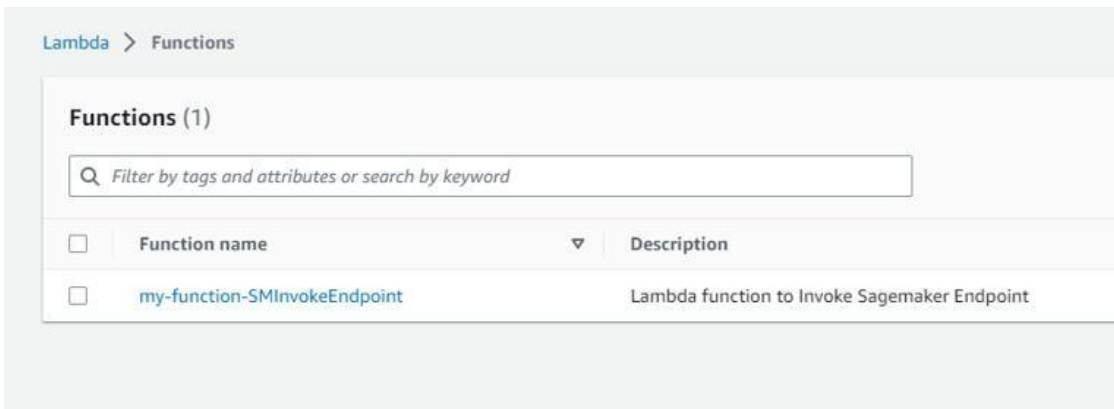 Lambda > Functions
Functions (1)
Filter by tags and attributes or search by keyword
Function name Description
my-function-SMInvokeEndpoint Lambda function to Invoke Sagemaker Endpoint